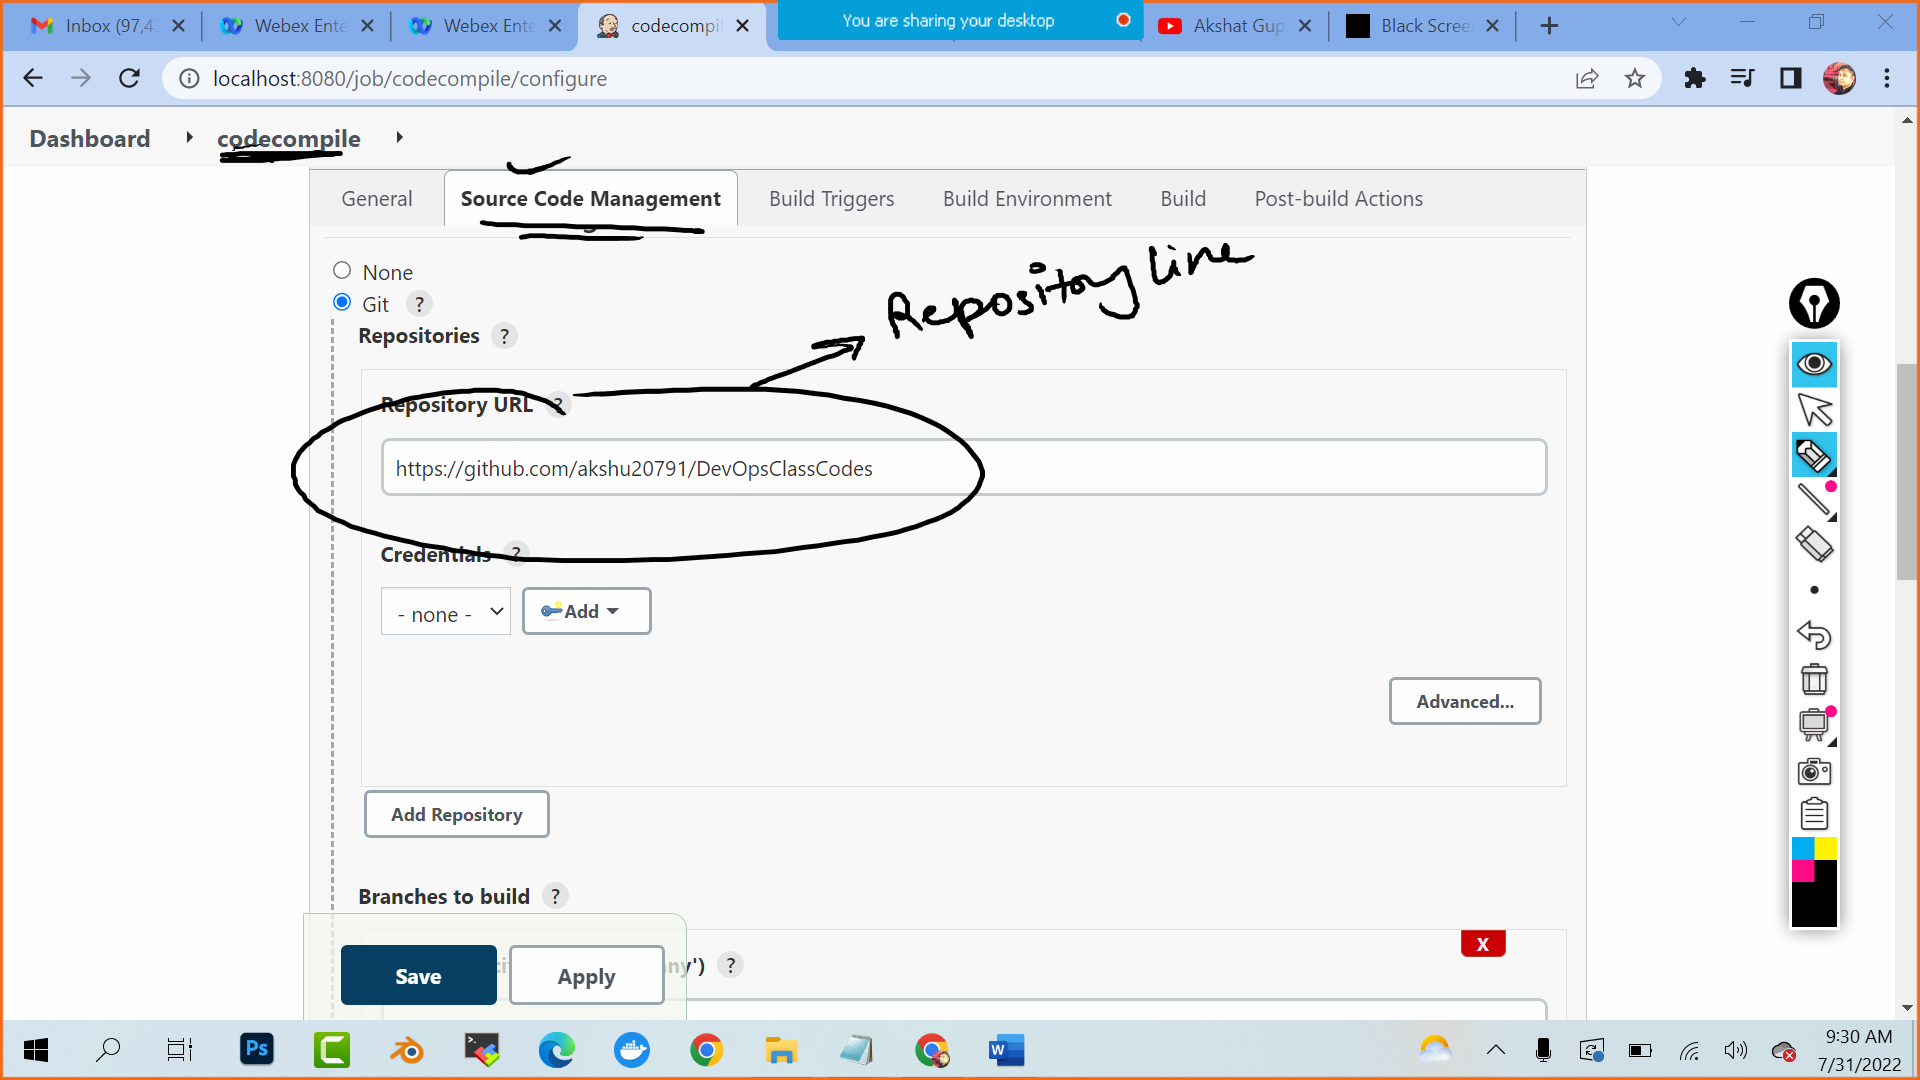 Inbox (97,4
Webex Ente
Webex Ente
codecompil
You are sharing your desktop
Akshat Gup
Black Scree
localhost:8080/job/codecompile/configure
Dashboard
codecompile
General
Source Code Management
Build Triggers
Build Environment
Build
Post-build Actions
None
Git ?
Repository line
Repositories ?
Repository URL ?
https://github.com/akshu20791/DevOpsClassCodes
Credentials ?
- none -
Add
Advanced...
Add Repository
Branches to build ?
X
Save
Apply
ny') ?
Ps
W
9:30 AM
7/31/2022